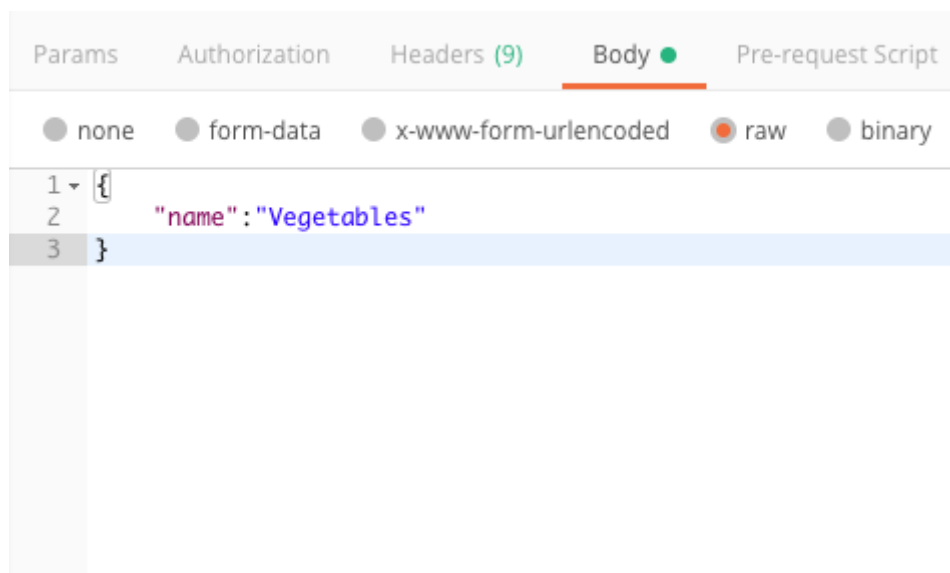 Params Authorization Headers (9) Body Pre-request Script
none form-data x-www-form-urlencoded raw binary
1 {
2 "name":"Vegetables"
3 }